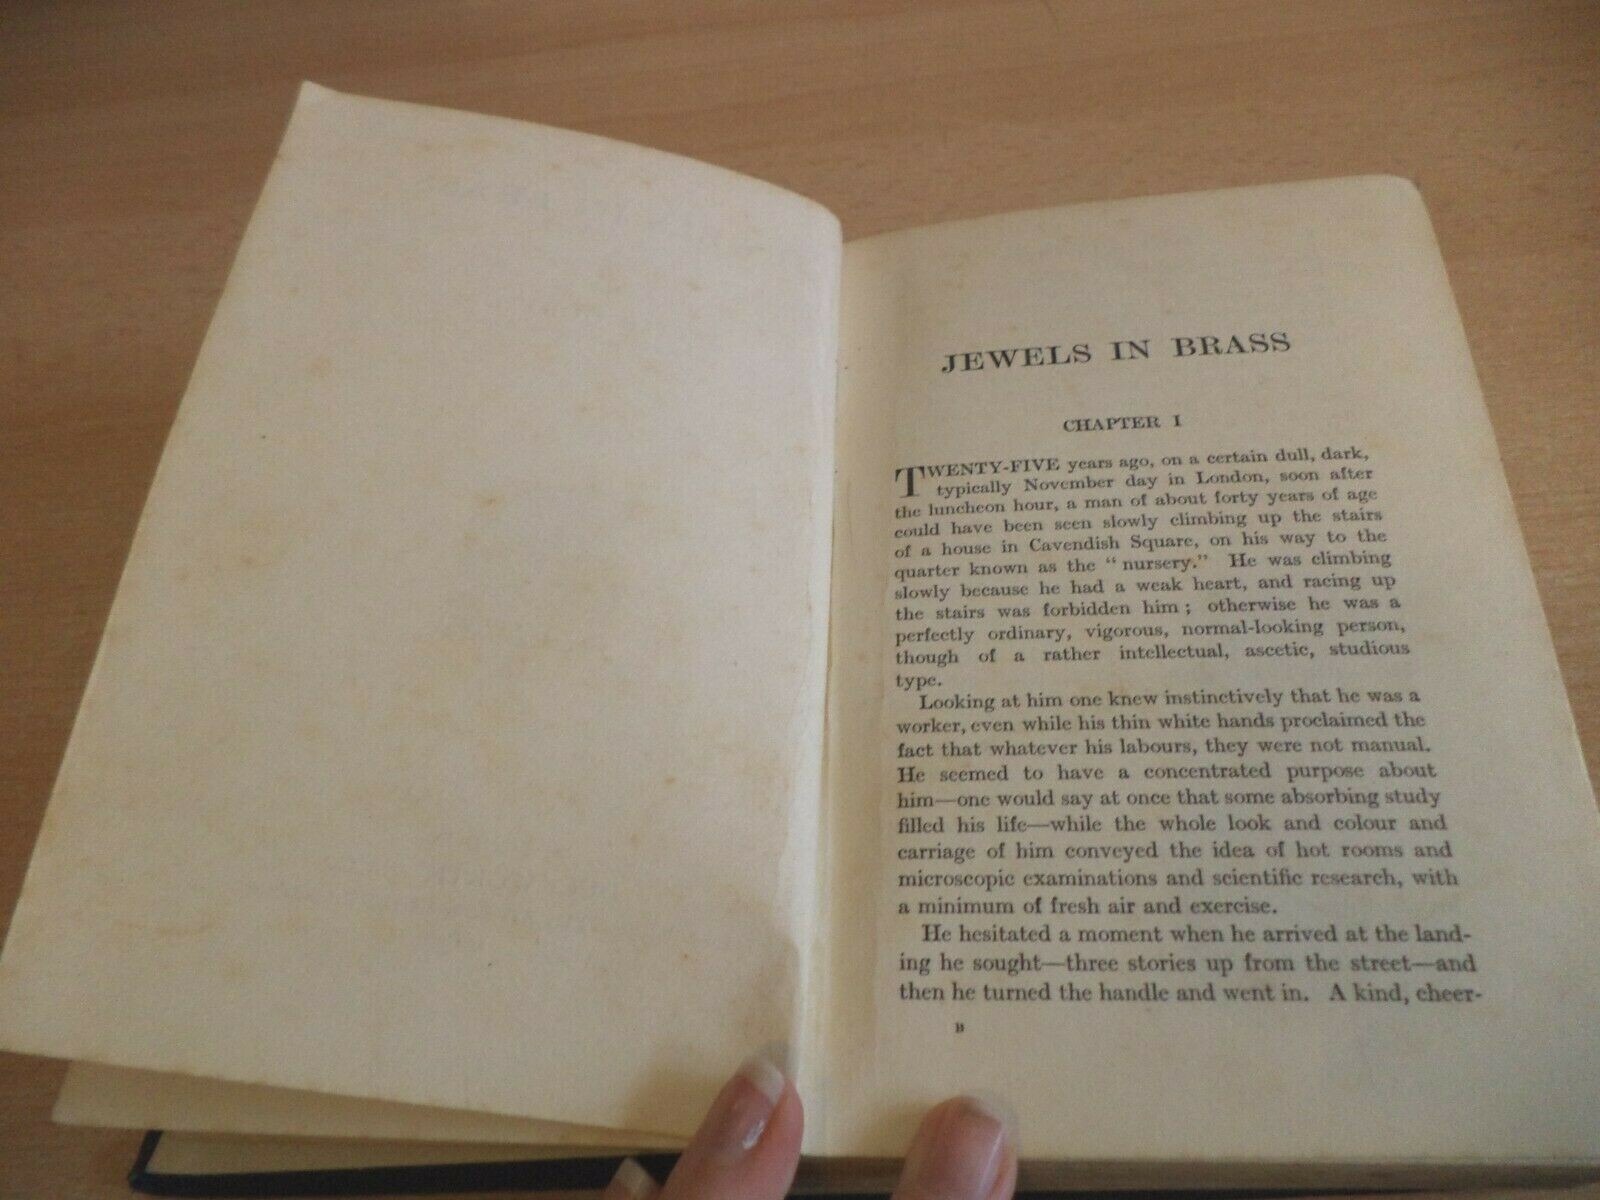 JEWELS IN BRASS
CHAPTER I
TWENTY-FIVE years ago, on a certain dull, dark,
typically November day in London, soon after
the luncheon hour, a man of about forty years of age
could have been seen slowly climbing up the stairs
of a house in Cavendish Square, on his way to the
quarter known as the "nursery." He was climbing
slowly because he had a weak heart, and racing up
the stairs was forbidden him; otherwise he was a
perfectly ordinary, vigorous, normal-looking person,
though of a rather intellectual, ascetic, studious
type.
Looking at him one knew instinctively that he was a
worker, even while his thin white hands proclaimed the
fact that whatever his labours, they were not manual.
He seemed to have a concentrated purpose about
him—one would say at once that some absorbing study
filled his life—while the whole look and colour and
carriage of him conveyed the idea of hot rooms and
microscopic examinations and scientific research, with
a minimum of fresh air and exercise.
He hesitated a moment when he arrived at the land-
ing he sought—three stories up from the street—and
then he turned the handle and went in. A kind, cheer-
B